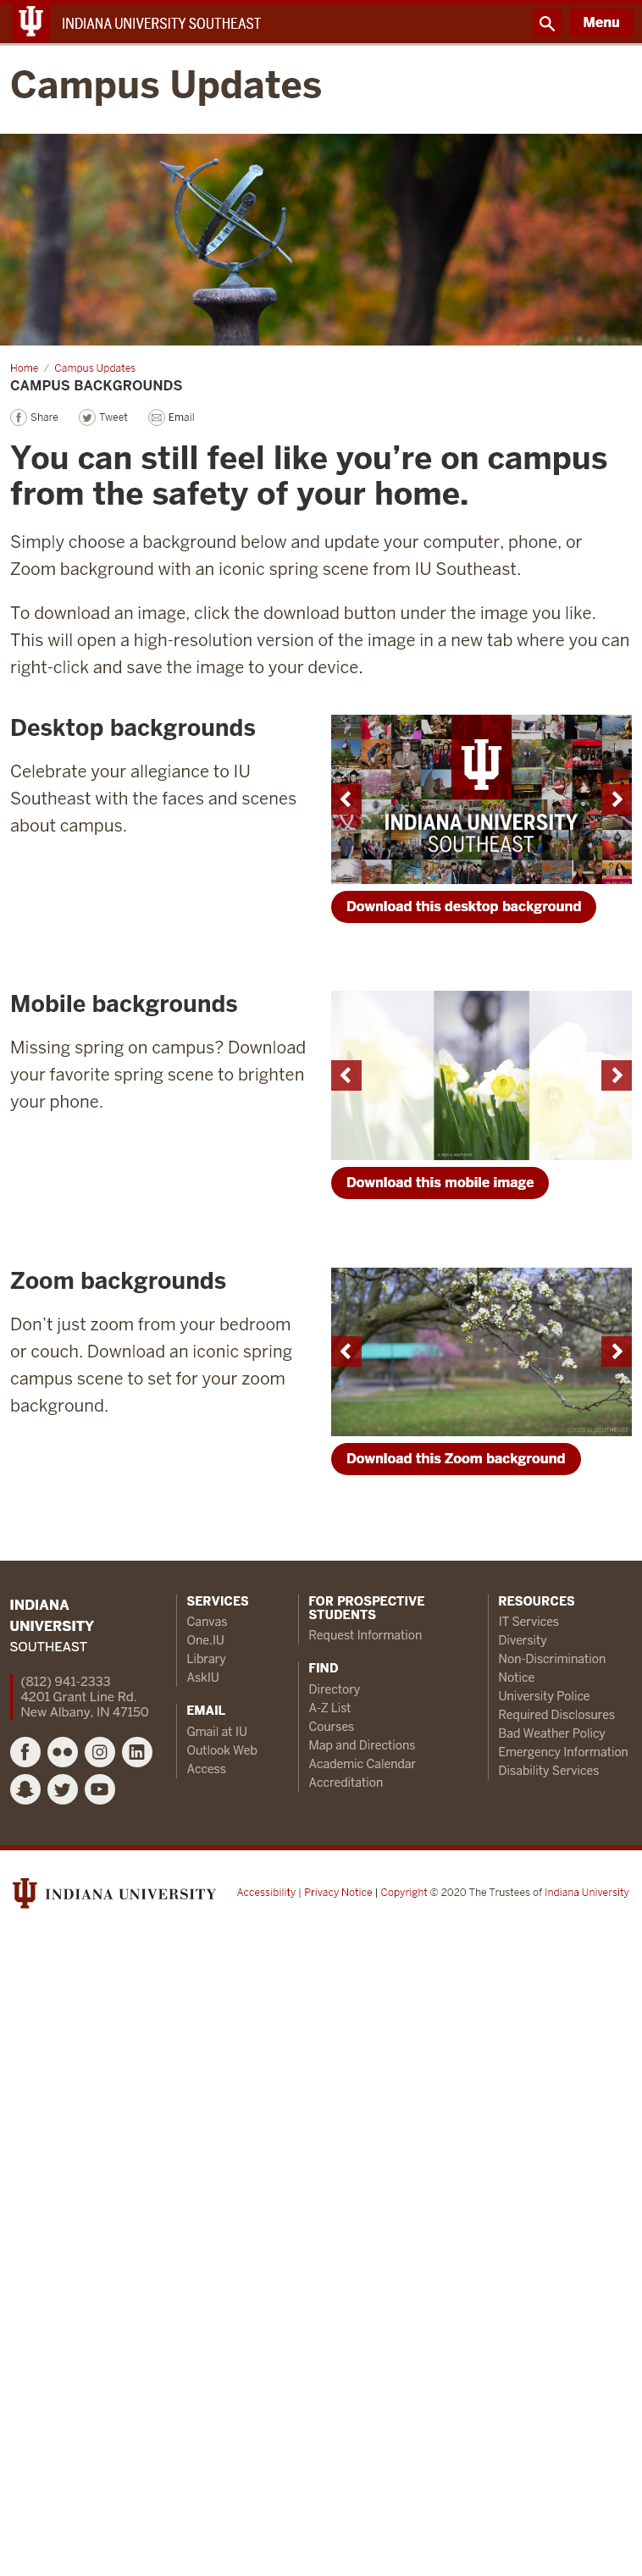 INDIANA UNIVERSITY SOUTHEAST
Menu
Campus Updates
Home / Campus Updates
CAMPUS BACKGROUNDS
Share Tweet Email
You can still feel like you’re on campus
from the safety of your home.
Simply choose a background below and update your computer, phone, or
Zoom background with an iconic spring scene from IU Southeast.
To download an image, click the download button under the image you like.
This will open a high-resolution version of the image in a new tab where you can
right-click and save the image to your device.
Desktop backgrounds
Celebrate your allegiance to IU
Southeast with the faces and scenes
about campus.
INDIANA UNIVERSITY
SOUTHEAST
Download this desktop background
Mobile backgrounds
Missing spring on campus? Download
your favorite spring scene to brighten
your phone.
Download this mobile image
Zoom backgrounds
Don’t just zoom from your bedroom
or couch. Download an iconic spring
campus scene to set for your zoom
background.
©2020 IU SOUTHEAST
Download this Zoom background
INDIANA
UNIVERSITY
SOUTHEAST
(812) 941-2333
4201 Grant Line Rd.
New Albany, IN 47150
SERVICES
Canvas
One.IU
Library
AskIU
EMAIL
Gmail at IU
Outlook Web
Access
FOR PROSPECTIVE
STUDENTS
Request Information
FIND
Directory
A-Z List
Courses
Map and Directions
Academic Calendar
Accreditation
RESOURCES
IT Services
Diversity
Non-Discrimination
Notice
University Police
Required Disclosures
Bad Weather Policy
Emergency Information
Disability Services
INDIANA UNIVERSITY
Accessibility | Privacy Notice | Copyright © 2020 The Trustees of Indiana University